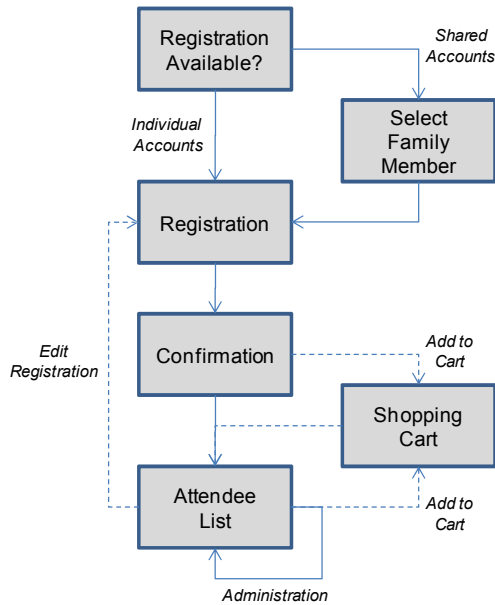 Registration
Available?
Shared
Accounts
Individual
Accounts
Select
Family
Member
Registration
Edit
Registration
Confirmation
Add to
Cart
Shopping
Cart
Attendee
List
Add to
Cart
Administration